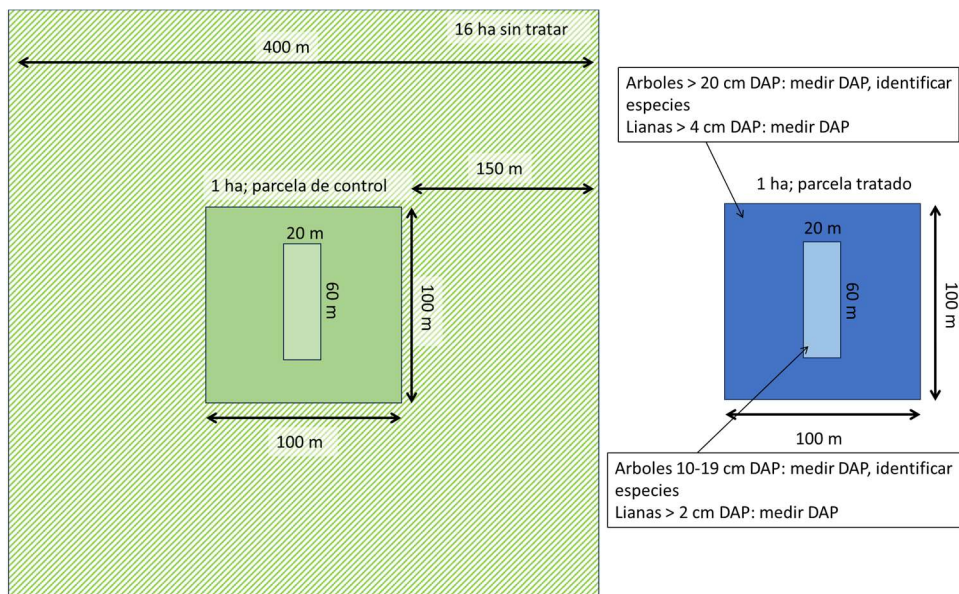 16 ha sin tratar
400 m
150 m
1 ha; parcela de control
20 m
60 m
100 m
100 m
Arboles > 20 cm DAP: medir DAP, identificar
especies
Lianas > 4 cm DAP: medir DAP
1 ha; parcela tratado
20 m
60 m
100 m
100 m
Arboles 10-19 cm DAP: medir DAP, identificar
especies
Lianas > 2 cm DAP: medir DAP